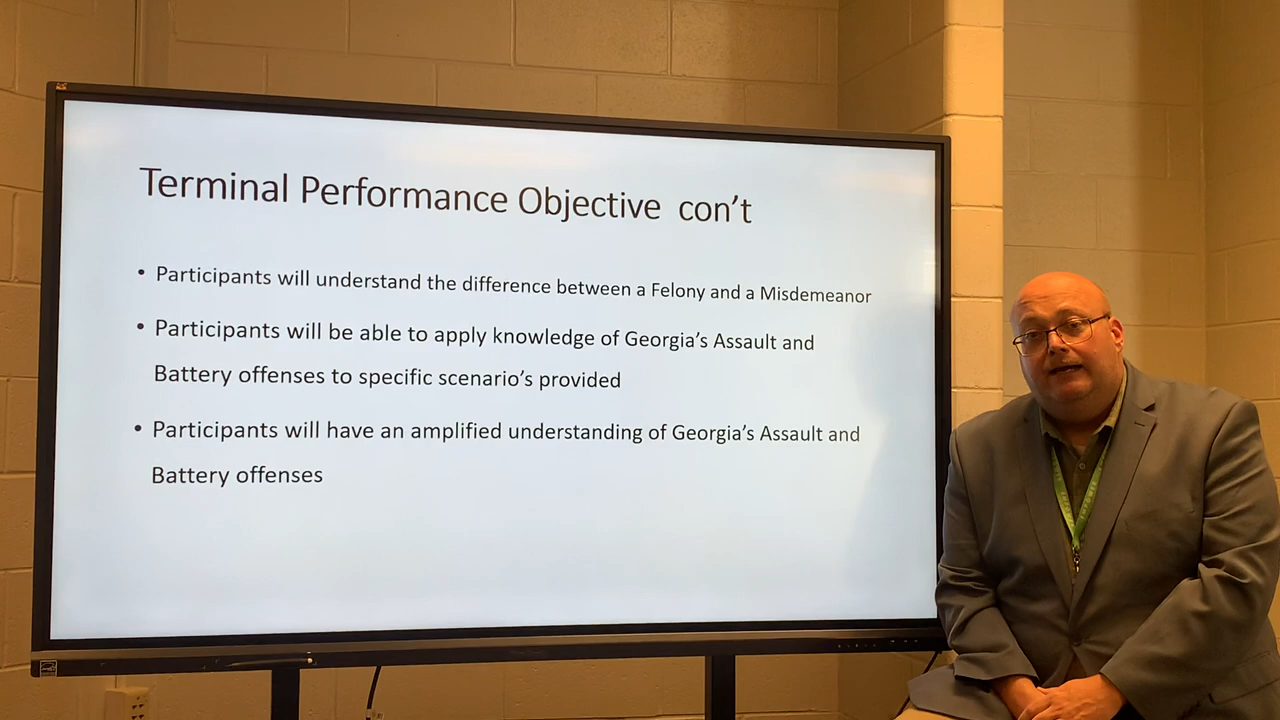 Terminal Performance Objective con't
• Participants will understand the difference between a Felony and a Misdemeanor
• Participants will be able to apply knowledge of Georgia's Assault and
Battery offenses to specific scenario's provided
• Participants will have an amplified understanding of Georgia's Assault and
Battery offenses